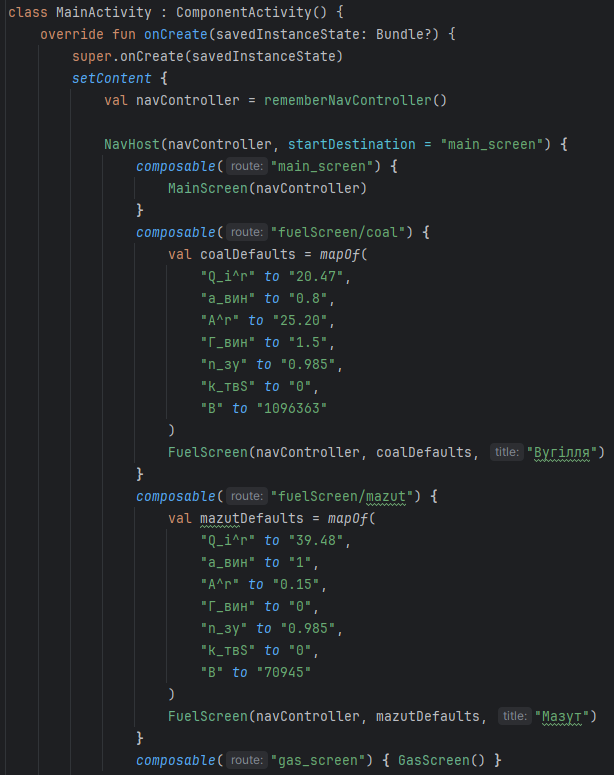 class MainActivity : ComponentActivity() {
override fun onCreate(savedInstanceState: Bundle?) {
super.onCreate(savedInstanceState)
setContent {
val navController = rememberNavController()
NavHost(navController, startDestination = "main_screen") {
composable( route: "main_screen") {
MainScreen(navController)
}
composable( route: "fuelScreen/coal") {
val coalDefaults = mapOf(
"Q_i^r" to "20.47",
"a_вин" to "0.8",
"A^r" to "25.20",
"Г_вин" to "1.5",
"n_зу" to "0.985",
"k_твS" to "0",
"B" to "1096363"
)
FuelScreen(navController, coalDefaults, title: "Вугілля")
}
composable( route: "fuelScreen/mazut") {
val mazutDefaults = mapOf(
"Q_i^r" to "39.48",
"a_вин" to "1",
"A^r" to "0.15",
"Г_вин" to "0",
"n_зу" to "0.985",
"k_твS" to "0",
"B" to "70945"
)
FuelScreen(navController, mazutDefaults, title: "Мазут")
}
composable( route: "gas_screen") { GasScreen() }